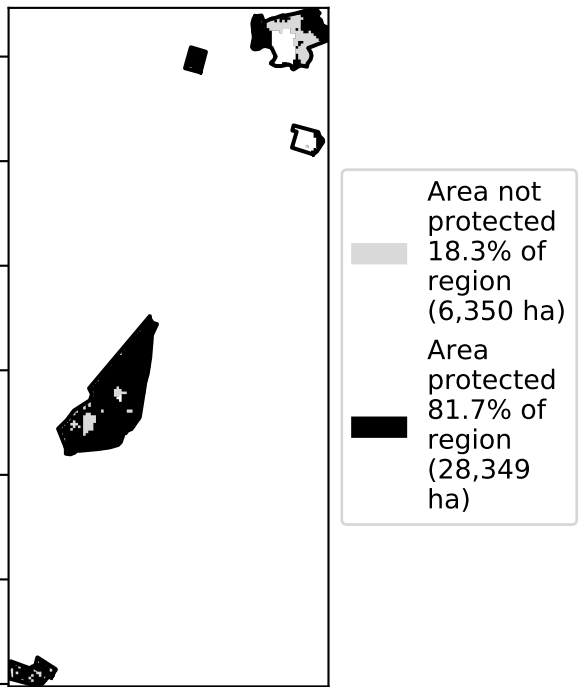 Area not
protected
18.3% of
region
(6,350 ha)
Area
protected
81.7% of
region
(28,349
ha)